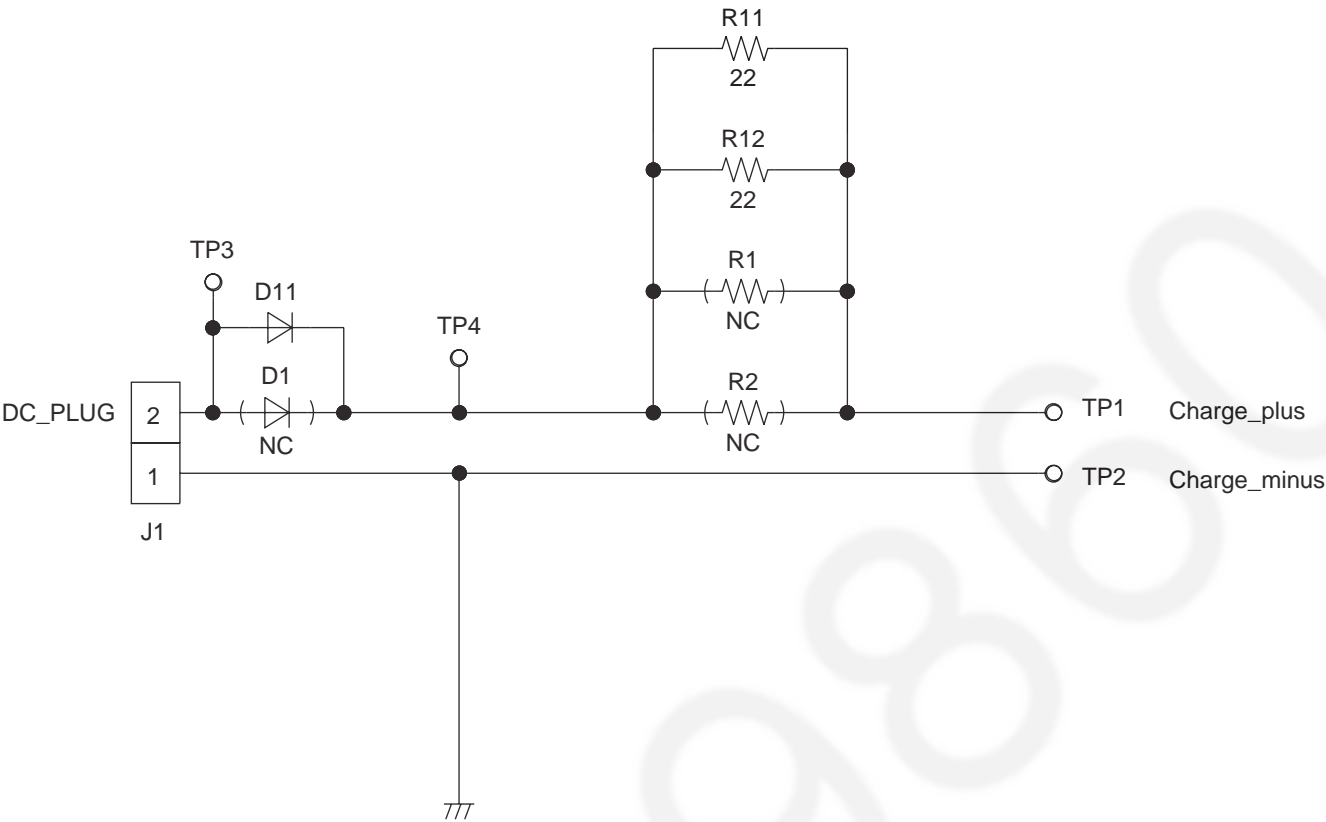 R11
22
R12
22
TP3
R1
D11
NC
TP4
D1
R2
DC_PLUG
2
TP1
Charge_plus
NC
NC
1
TP2
Charge_minus
J1
9860